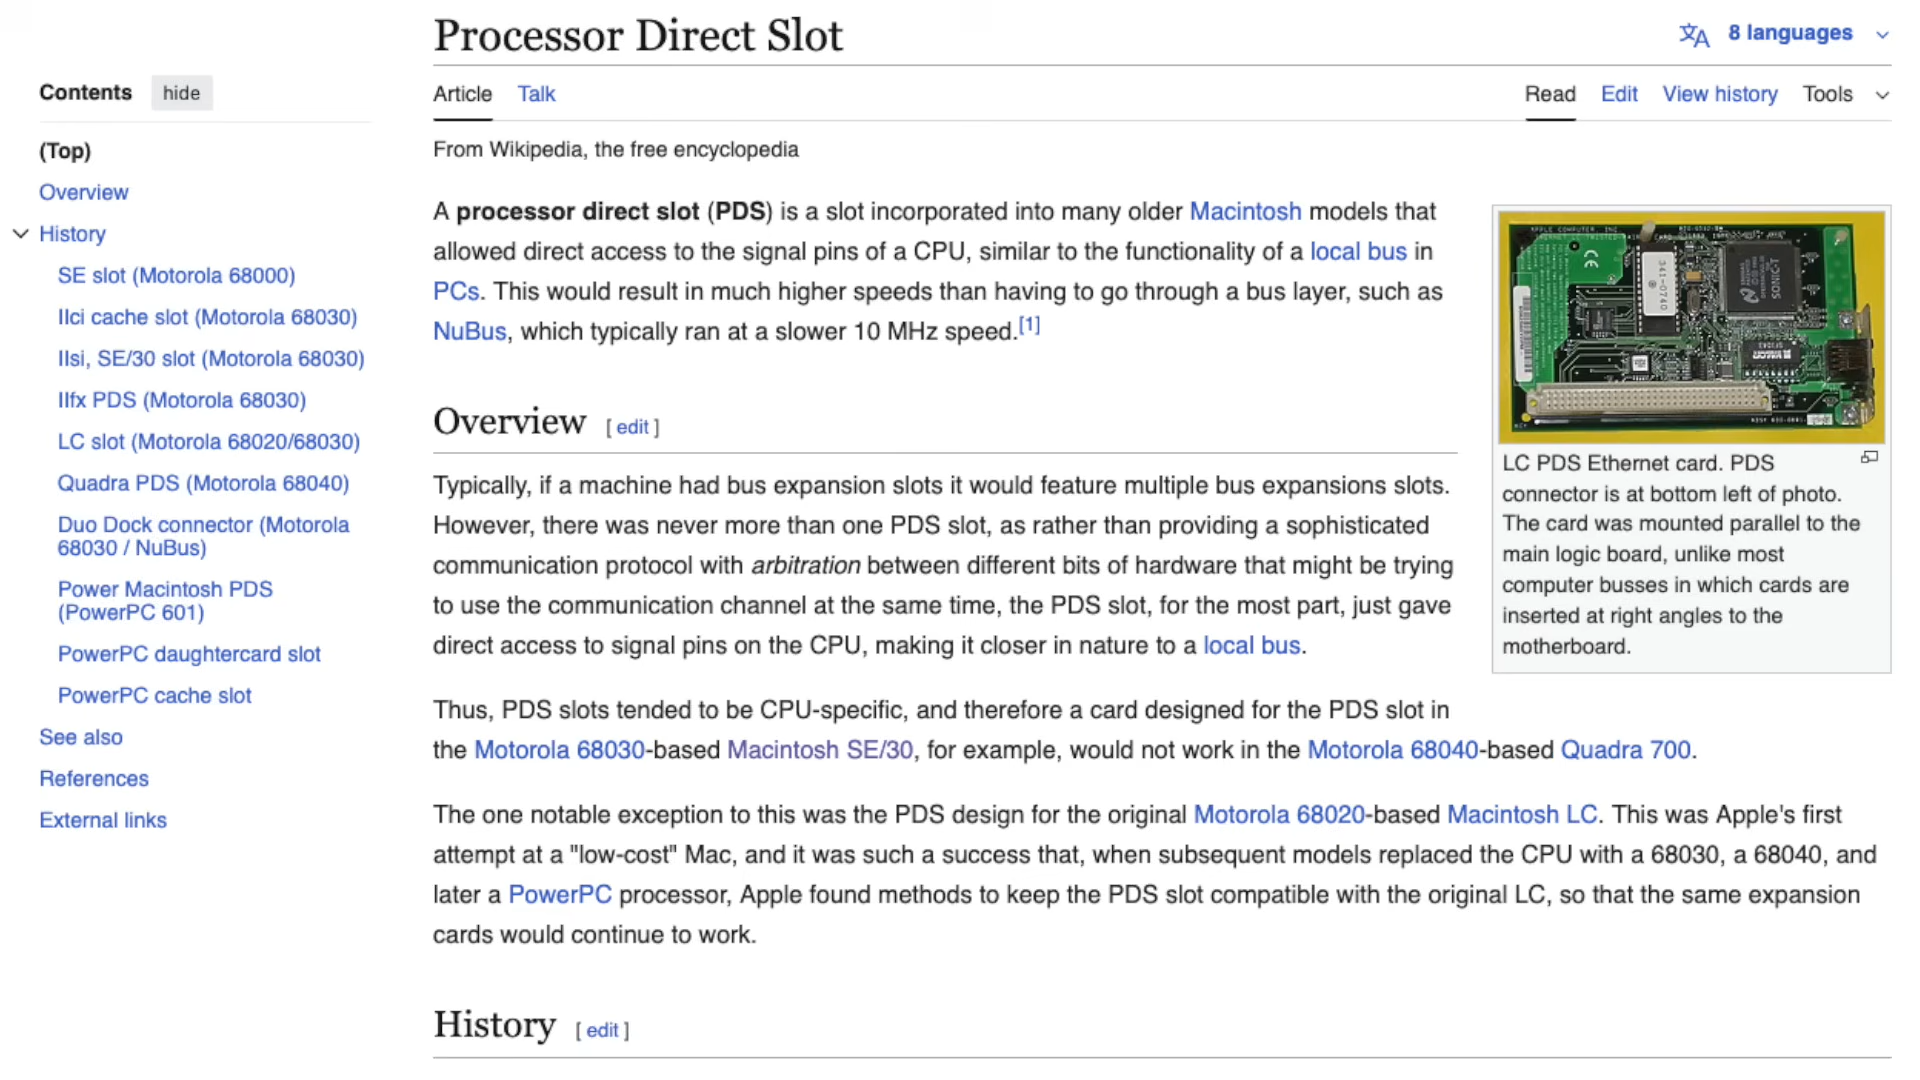 Processor Direct Slot
8 languages
Contents hide
Article Talk
Read Edit View history Tools
From Wikipedia, the free encyclopedia
(Top)
Overview
History
SE slot (Motorola 68000)
IIci cache slot (Motorola 68030)
IIsi, SE/30 slot (Motorola 68030)
IIfx PDS (Motorola 68030)
LC slot (Motorola 68020/68030)
Quadra PDS (Motorola 68040)
Duo Dock connector (Motorola
68030 / NuBus)
Power Macintosh PDS
(PowerPC 601)
PowerPC daughtercard slot
PowerPC cache slot
See also
References
External links
A processor direct slot (PDS) is a slot incorporated into many older Macintosh models that
allowed direct access to the signal pins of a CPU, similar to the functionality of a local bus in
PCs. This would result in much higher speeds than having to go through a bus layer, such as
NuBus, which typically ran at a slower 10 MHz speed.[1]
Overview [ edit ]
Typically, if a machine had bus expansion slots it would feature multiple bus expansions slots.
However, there was never more than one PDS slot, as rather than providing a sophisticated
communication protocol with arbitration between different bits of hardware that might be trying
to use the communication channel at the same time, the PDS slot, for the most part, just gave
direct access to signal pins on the CPU, making it closer in nature to a local bus.
Thus, PDS slots tended to be CPU-specific, and therefore a card designed for the PDS slot in
the Motorola 68030-based Macintosh SE/30, for example, would not work in the Motorola 68040-based Quadra 700.
The one notable exception to this was the PDS design for the original Motorola 68020-based Macintosh LC. This was Apple's first
attempt at a "low-cost" Mac, and it was such a success that, when subsequent models replaced the CPU with a 68030, a 68040, and
later a PowerPC processor, Apple found methods to keep the PDS slot compatible with the original LC, so that the same expansion
cards would continue to work.
History [ edit ]
APPLE COMPUTER, INC.
CE
341-0740
SONIC-T
LC PDS Ethernet card. PDS
connector is at bottom left of photo.
The card was mounted parallel to the
main logic board, unlike most
computer busses in which cards are
inserted at right angles to the
motherboard.